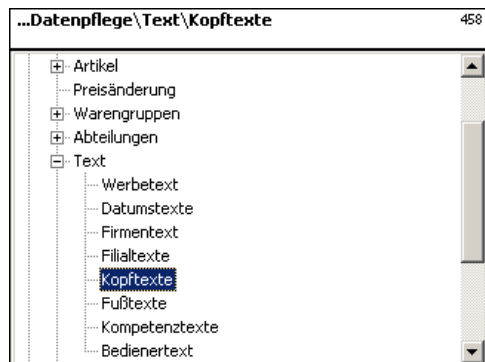 ...Datenpflege\Text\Kopftexte 458
Artikel
Preisänderung
Warengruppen
Abteilungen
Text
Werbetext
Datumstexte
Firmentext
Filialtexte
Kopftexte
Fußtexte
Kompetenztexte
Bedienertext